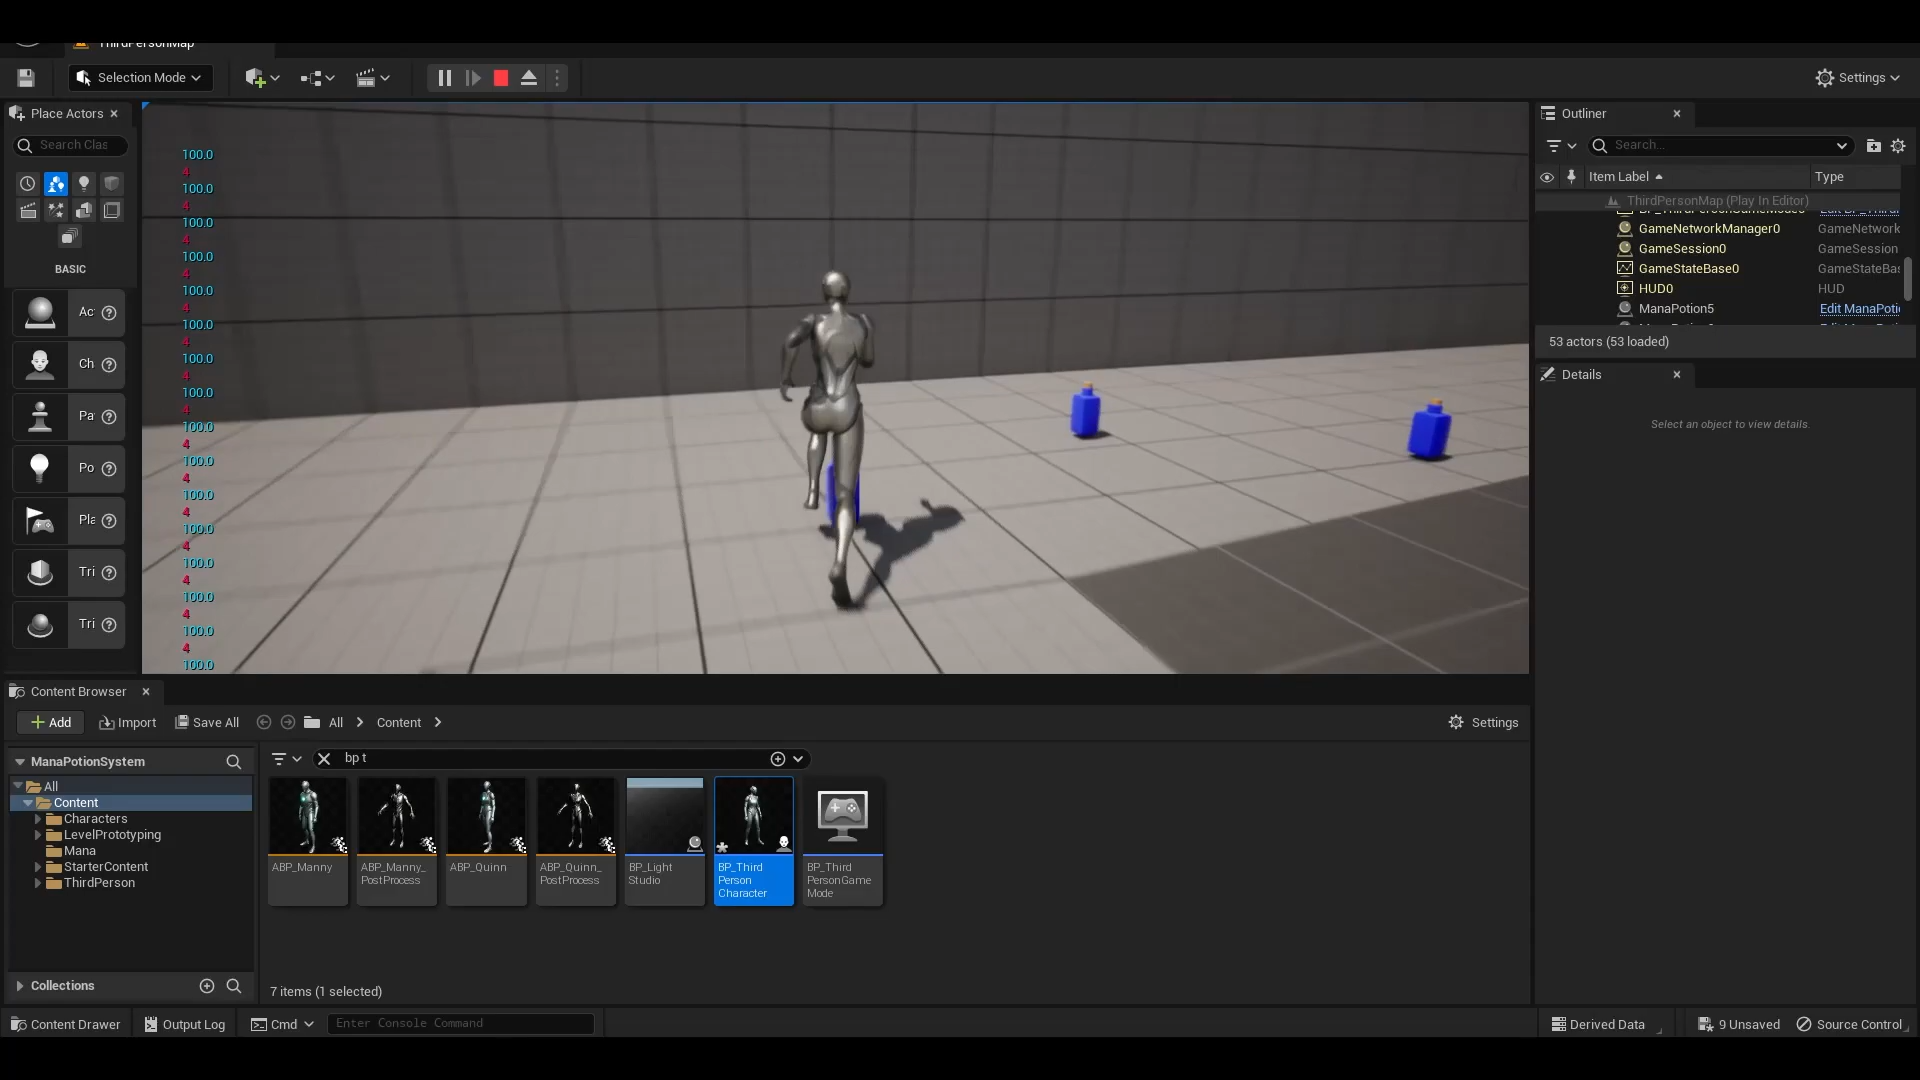 ThirdPersonMap
Selection Mode
Settings
Place Actors
Search Clas
BASIC
Ac
Ch
Pa
Po
Pla
Tri
Tri
100.0
4
100.0
4
100.0
4
100.0
4
100.0
4
100.0
4
100.0
4
100.0
4
100.0
4
100.0
4
100.0
4
100.0
4
100.0
4
100.0
4
100.0
4
100.0
Outliner
Search...
Item Label
Type
ThirdPersonMap (Play In Editor)
GameNetworkManager0 GameNetwork
GameSession0 GameSession
GameStateBase0 GameStateBas
HUD0 HUD
ManaPotion5 Edit ManaPoti
53 actors (53 loaded)
Details
Select an object to view details.
Content Browser
Add
Import
Save All
All
Content
Settings
ManaPotionSystem
All
Content
Characters
LevelPrototyping
Mana
StarterContent
ThirdPerson
Collections
bp t
ABP_Manny
ABP_Manny_
PostProcess
ABP_Quinn
ABP_Quinn_
PostProcess
BP_Light
Studio
BP_Third
Person
Character
BP_Third
PersonGame
Mode
7 items (1 selected)
Content Drawer
Output Log
Cmd
Enter Console Command
Derived Data
9 Unsaved
Source Control